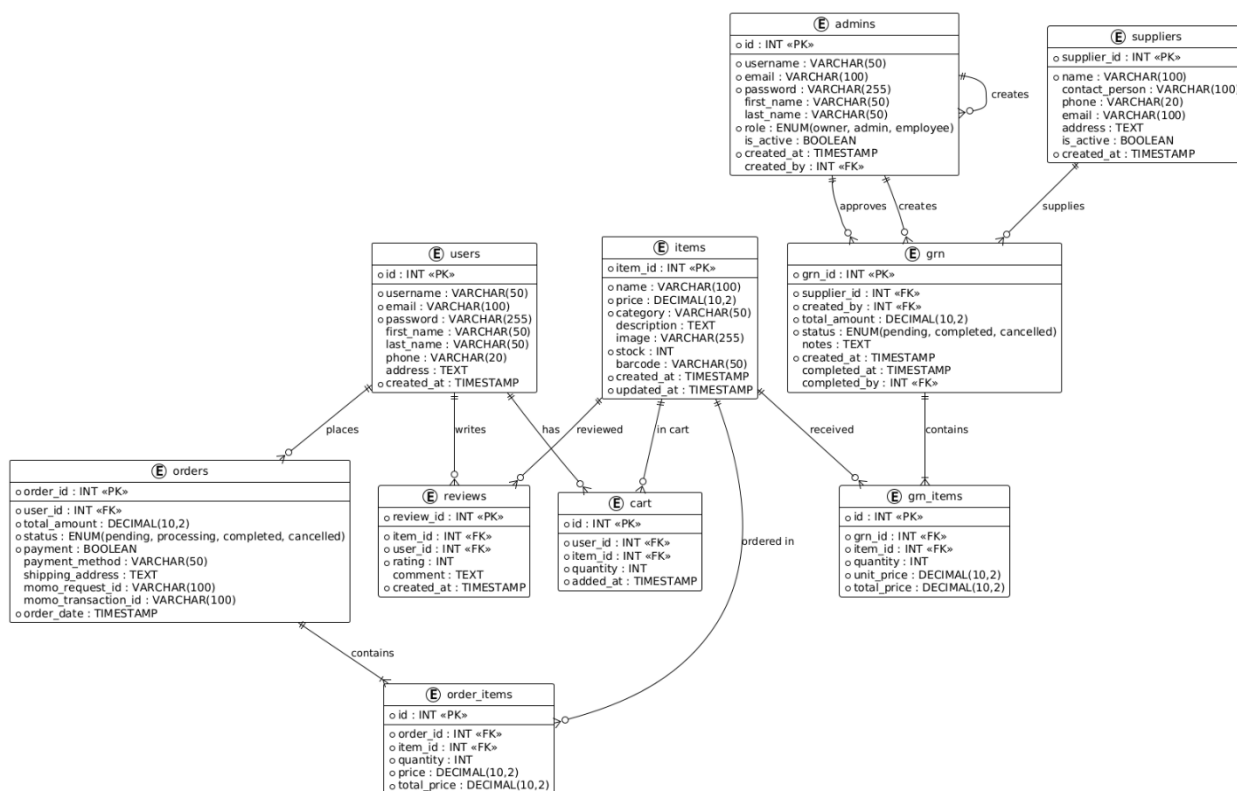 E admins
id : INT «PK»
username : VARCHAR(50)
email : VARCHAR(100)
password : VARCHAR(255)
first_name : VARCHAR(50)
last_name : VARCHAR(50)
role : ENUM(owner, admin, employee)
is_active : BOOLEAN
created_at : TIMESTAMP
created_by : INT «FK»
creates
E suppliers
supplier_id : INT «PK»
name : VARCHAR(100)
contact_person : VARCHAR(100)
phone : VARCHAR(20)
email : VARCHAR(100)
address : TEXT
is_active : BOOLEAN
created_at : TIMESTAMP
approves
creates
supplies
E users
id : INT «PK»
username : VARCHAR(50)
email : VARCHAR(100)
password : VARCHAR(255)
first_name : VARCHAR(50)
last_name : VARCHAR(50)
phone : VARCHAR(20)
address : TEXT
created_at : TIMESTAMP
E items
item_id : INT «PK»
name : VARCHAR(100)
price : DECIMAL(10,2)
category : VARCHAR(50)
description : TEXT
image : VARCHAR(255)
stock : INT
barcode : VARCHAR(50)
created_at : TIMESTAMP
updated_at : TIMESTAMP
E grn
grn_id : INT «PK»
supplier_id : INT «FK»
created_by : INT «FK»
total_amount : DECIMAL(10,2)
status : ENUM(pending, completed, cancelled)
notes : TEXT
created_at : TIMESTAMP
completed_at : TIMESTAMP
completed_by : INT «FK»
places
writes
has
reviewed
in cart
received
contains
E orders
order_id : INT «PK»
user_id : INT «FK»
total_amount : DECIMAL(10,2)
status : ENUM(pending, processing, completed, cancelled)
payment : BOOLEAN
payment_method : VARCHAR(50)
shipping_address : TEXT
momo_request_id : VARCHAR(100)
momo_transaction_id : VARCHAR(100)
order_date : TIMESTAMP
E reviews
review_id : INT «PK»
item_id : INT «FK»
user_id : INT «FK»
rating : INT
comment : TEXT
created_at : TIMESTAMP
E cart
id : INT «PK»
user_id : INT «FK»
item_id : INT «FK»
quantity : INT
added_at : TIMESTAMP
ordered in
E grn_items
id : INT «PK»
grn_id : INT «FK»
item_id : INT «FK»
quantity : INT
unit_price : DECIMAL(10,2)
total_price : DECIMAL(10,2)
contains
E order_items
id : INT «PK»
order_id : INT «FK»
item_id : INT «FK»
quantity : INT
price : DECIMAL(10,2)
total_price : DECIMAL(10,2)